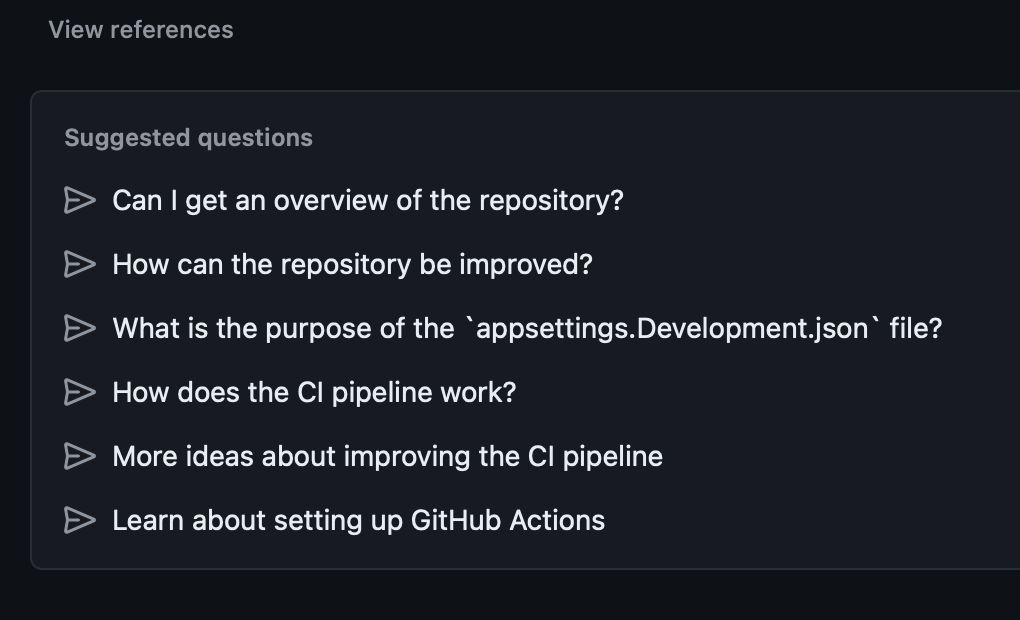 View references
Suggested questions
Can I get an overview of the repository?
How can the repository be improved?
What is the purpose of the `appsettings.Development.json` file?
How does the CI pipeline work?
More ideas about improving the CI pipeline
Learn about setting up GitHub Actions